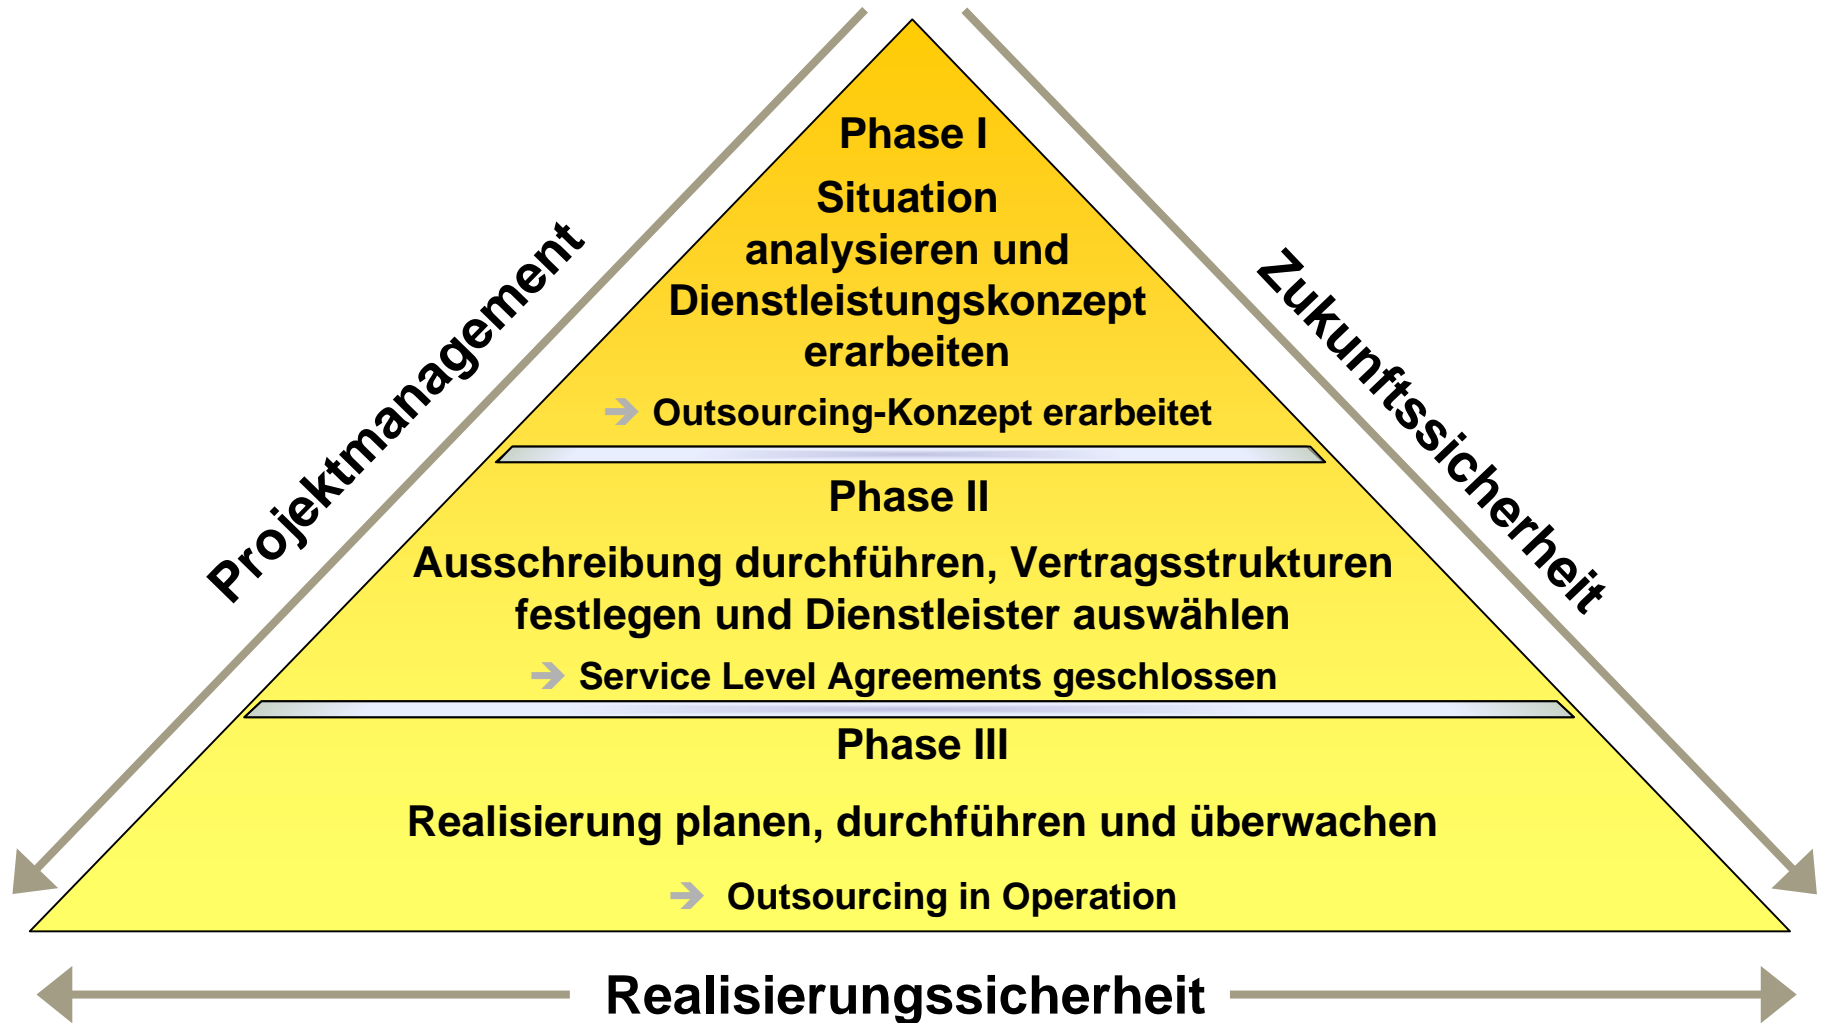 Phase I
Situation
analysieren und
Dienstleistungskonzept
erarbeiten
➔ Outsourcing-Konzept erarbeitet
Phase II
Ausschreibung durchführen, Vertragsstrukturen
festlegen und Dienstleister auswählen
➔ Service Level Agreements geschlossen
Phase III
Realisierung planen, durchführen und überwachen
➔ Outsourcing in Operation
Projektmanagement
Zukunftssicherheit
Realisierungssicherheit